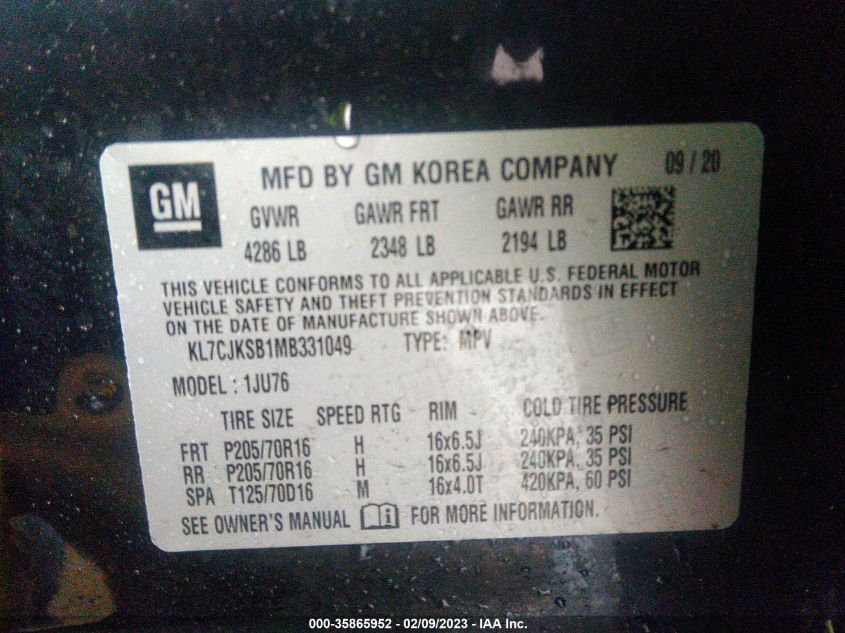 GM
MFD BY GM KOREA COMPANY 09/20
GVWR GAWR FRT GAWR RR
4286 LB 2348 LB 2194 LB
THIS VEHICLE CONFORMS TO ALL APPLICABLE U.S. FEDERAL MOTOR
VEHICLE SAFETY AND THEFT PREVENTION STANDARDS IN EFFECT
ON THE DATE OF MANUFACTURE SHOWN ABOVE.
KL7CJKSB1MB331049 TYPE: MPV
MODEL : 1JU76
TIRE SIZE SPEED RTG RIM COLD TIRE PRESSURE
FRT P205/70R16 H 16x6.5J 240KPA, 35 PSI
RR P205/70R16 H 16x6.5J 240KPA, 35 PSI
SPA T125/70D16 M 16x4.0T 420KPA, 60 PSI
SEE OWNER'S MANUAL FOR MORE INFORMATION.
000-35865952 - 02/09/2023 - IAA Inc.